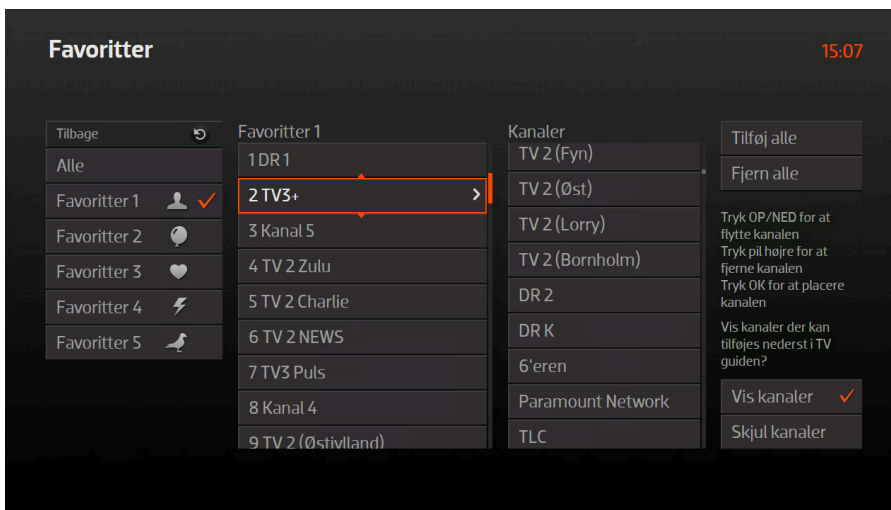 Favoritter
15:07
Tilbage
Alle
Favoritter 1
Favoritter 2
Favoritter 3
Favoritter 4
Favoritter 5
Favoritter 1
1 DR 1
2 TV3+
3 Kanal 5
4 TV 2 Zulu
5 TV 2 Charlie
6 TV 2 NEWS
7 TV3 Puls
8 Kanal 4
9 TV 2 (Østjylland)
Kanaler
TV 2 (Fyn)
TV 2 (Øst)
TV 2 (Lorry)
TV 2 (Bornholm)
DR 2
DR K
6'eren
Paramount Network
TLC
Tilføj alle
Fjern alle
Tryk OP/NED for at
flytte kanalen
Tryk pil højre for at
fjerne kanalen
Tryk OK for at placere
kanalen
Vis kanaler der kan
tilføjes nederst i TV
guiden?
Vis kanaler
Skjul kanaler